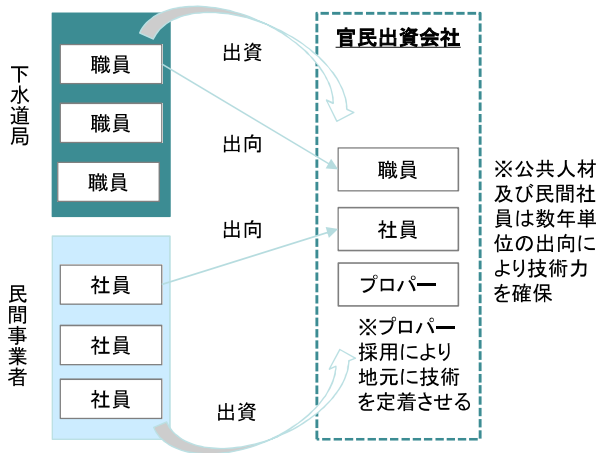 下水道局
職員
職員
職員
民間事業者
社員
社員
社員
出資
出向
出向
出資
官民出資会社
職員
社員
プロパー
※プロパー
採用により
地元に技術
を定着させる
※公共人材
及び民間社
員は数年単
位の出向に
より技術力
を確保